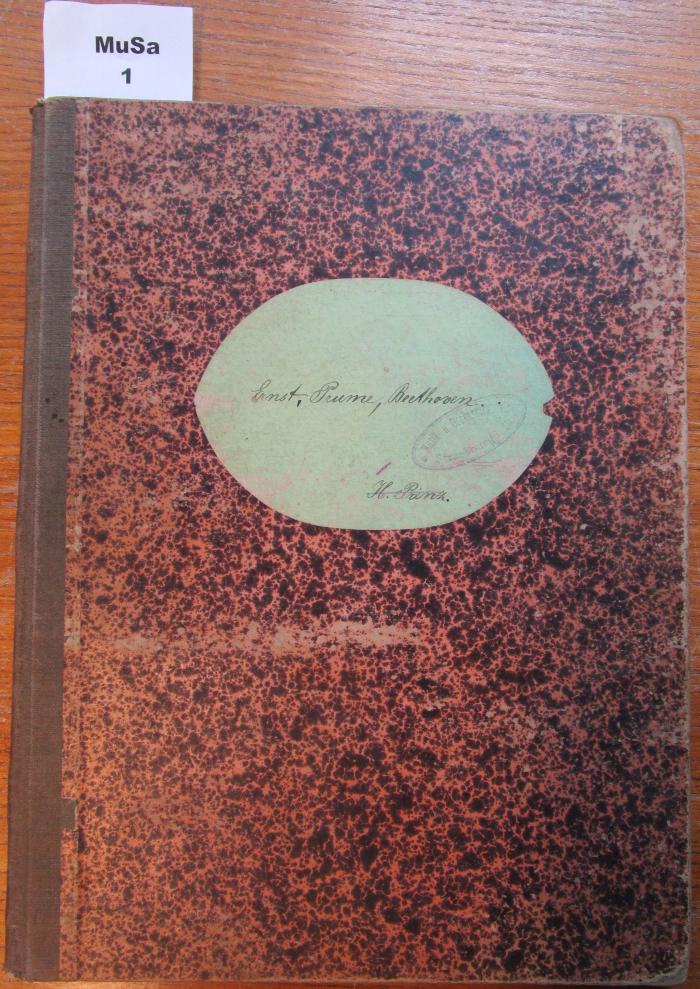 MuSa
1
Ernst, Prume, Beethoven.
H. Prinz.